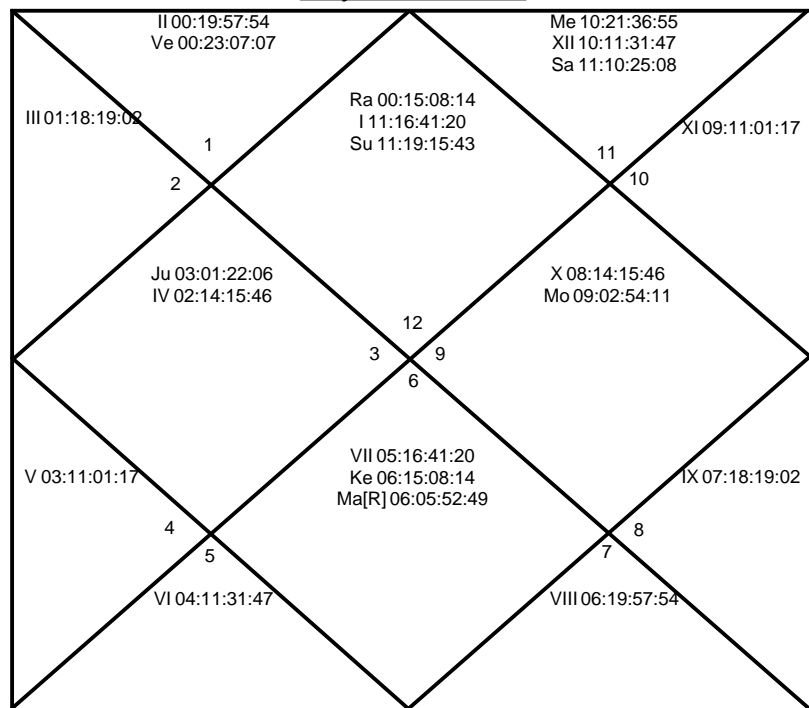 II 00:19:57:54
Ve 00:23:07:07
Me 10:21:36:55
XII 10:11:31:47
Sa 11:10:25:08
III 01:18:19:02
Ra 00:15:08:14
I 11:16:41:20
Su 11:19:15:43
XI 09:11:01:17
1
11
2
10
Ju 03:01:22:06
IV 02:14:15:46
X 08:14:15:46
Mo 09:02:54:11
12
3
9
6
V 03:11:01:17
VII 05:16:41:20
Ke 06:15:08:14
Ma[R] 06:05:52:49
IX 07:18:19:02
4
8
5
7
VI 04:11:31:47
VIII 06:19:57:54